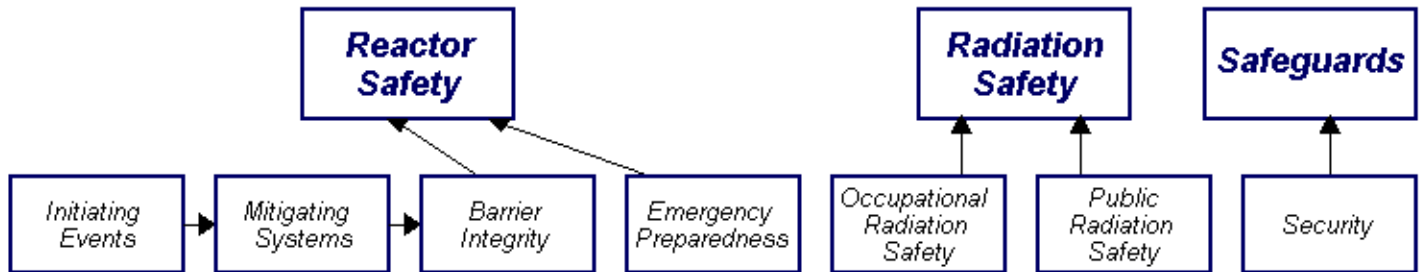 Reactor
Safety
Radiation
Safety
Safeguards
Initiating
Events
Mitigating
Systems
Barrier
Integrity
Emergency
Preparedness
Occupational
Radiation
Safety
Public
Radiation
Safety
Security